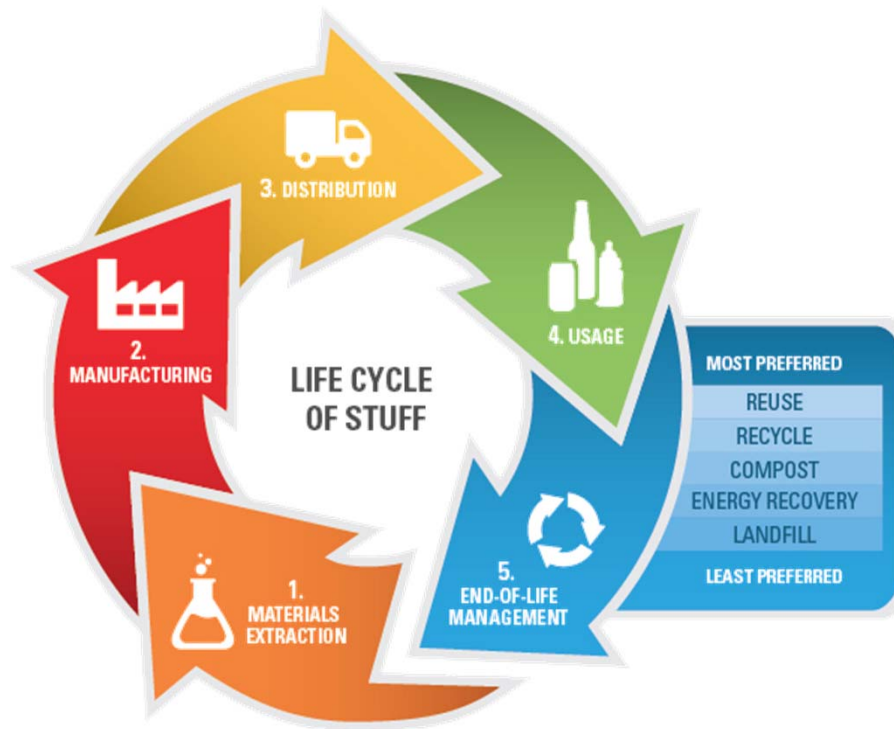 3. DISTRIBUTION
2.
MANUFACTURING
4. USAGE
LIFE CYCLE
OF STUFF
1.
MATERIALS
EXTRACTION
5.
END-OF-LIFE
MANAGEMENT
MOST PREFERRED
REUSE
RECYCLE
COMPOST
ENERGY RECOVERY
LANDFILL
LEAST PREFERRED